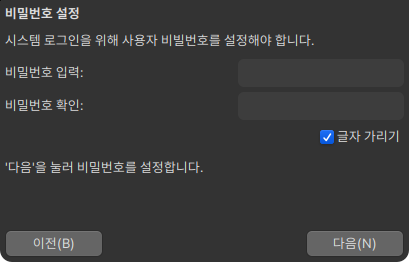 비밀번호 설정
시스템 로그인을 위해 사용자 비빌번호를 설정해야 합니다.
비밀번호 입력:
비밀번호 확인:
글자 가리기
'다음'을 눌러 비밀번호를 설정합니다.
이전(B)
다음(N)